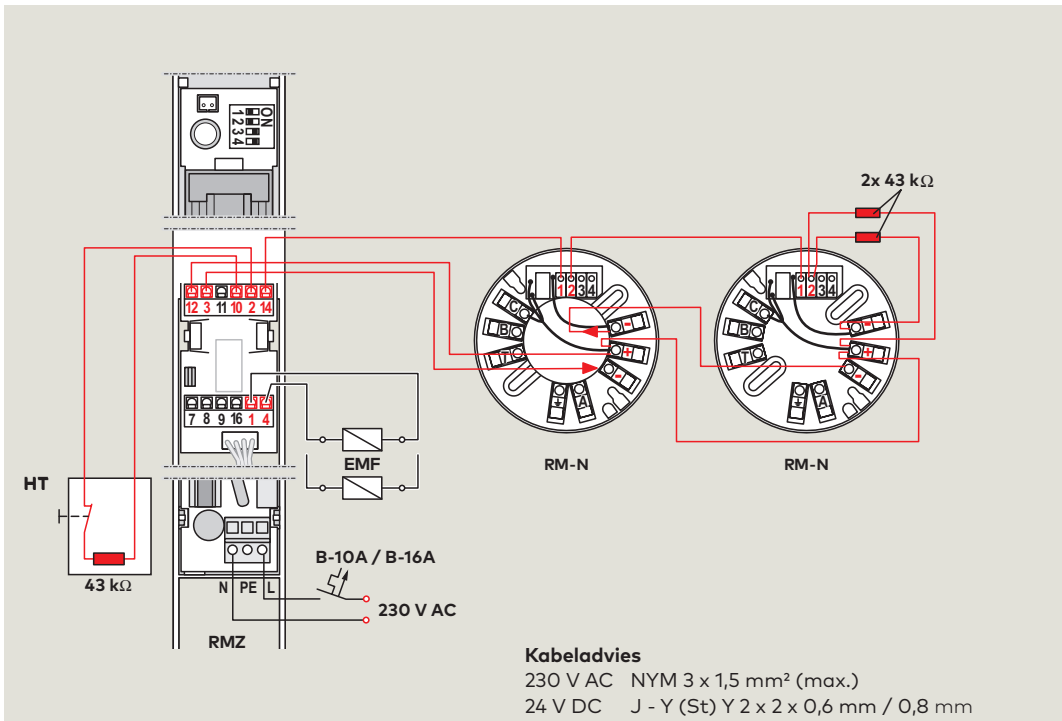 ON
1 2 3 4
2x 43 kΩ
12 3 11 10 2 14
1 2 3 4
1 2 3 4
C
B
T
-
+
-
A
C
B
T
-
+
-
A
7 8 9 16 1 4
EMF
RM-N
RM-N
HT
43 kΩ
B-10A / B-16A
N PE L
230 V AC
RMZ
Kabeladvies
230 V AC NYM 3 x 1,5 mm² (max.)
24 V DC J - Y (St) Y 2 x 2 x 0,6 mm / 0,8 mm